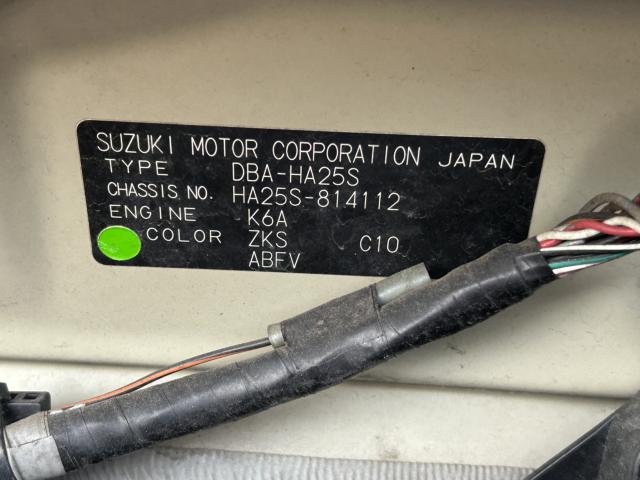 SUZUKI MOTOR CORPORATION JAPAN
TYPE DBA-HA25S
CHASSIS NO. HA25S-814112
ENGINE K6A
COLOR ZKS C10
ABFV